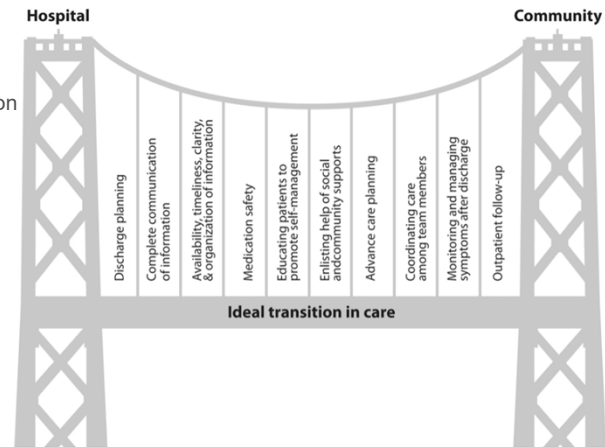 Hospital
Community
on
Discharge planning
Complete communication
of information
Availability, timeliness, clarity,
& organization of information
Medication safety
Educating patients to
promote self-management
Enlisting help of social
andcommunity supports
Advance care planning
Coordinating care
among team members
Monitoring and managing
symptoms after discharge
Outpatient follow-up
Ideal transition in care